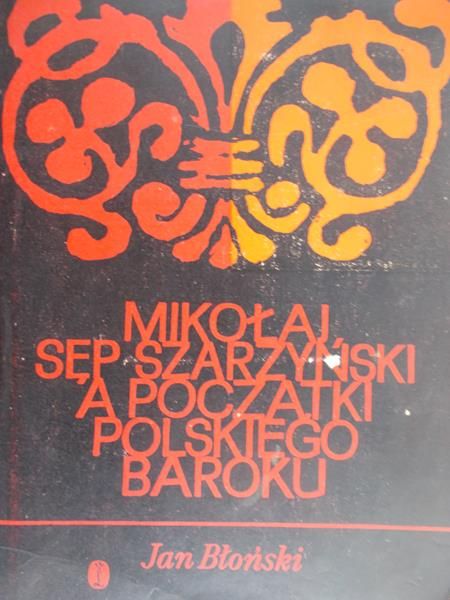 MIKOŁAJ
SĘP SZARZYŃSKI
A POCZĄTKI
POLSKIEGO
BAROKU
Jan Błoński